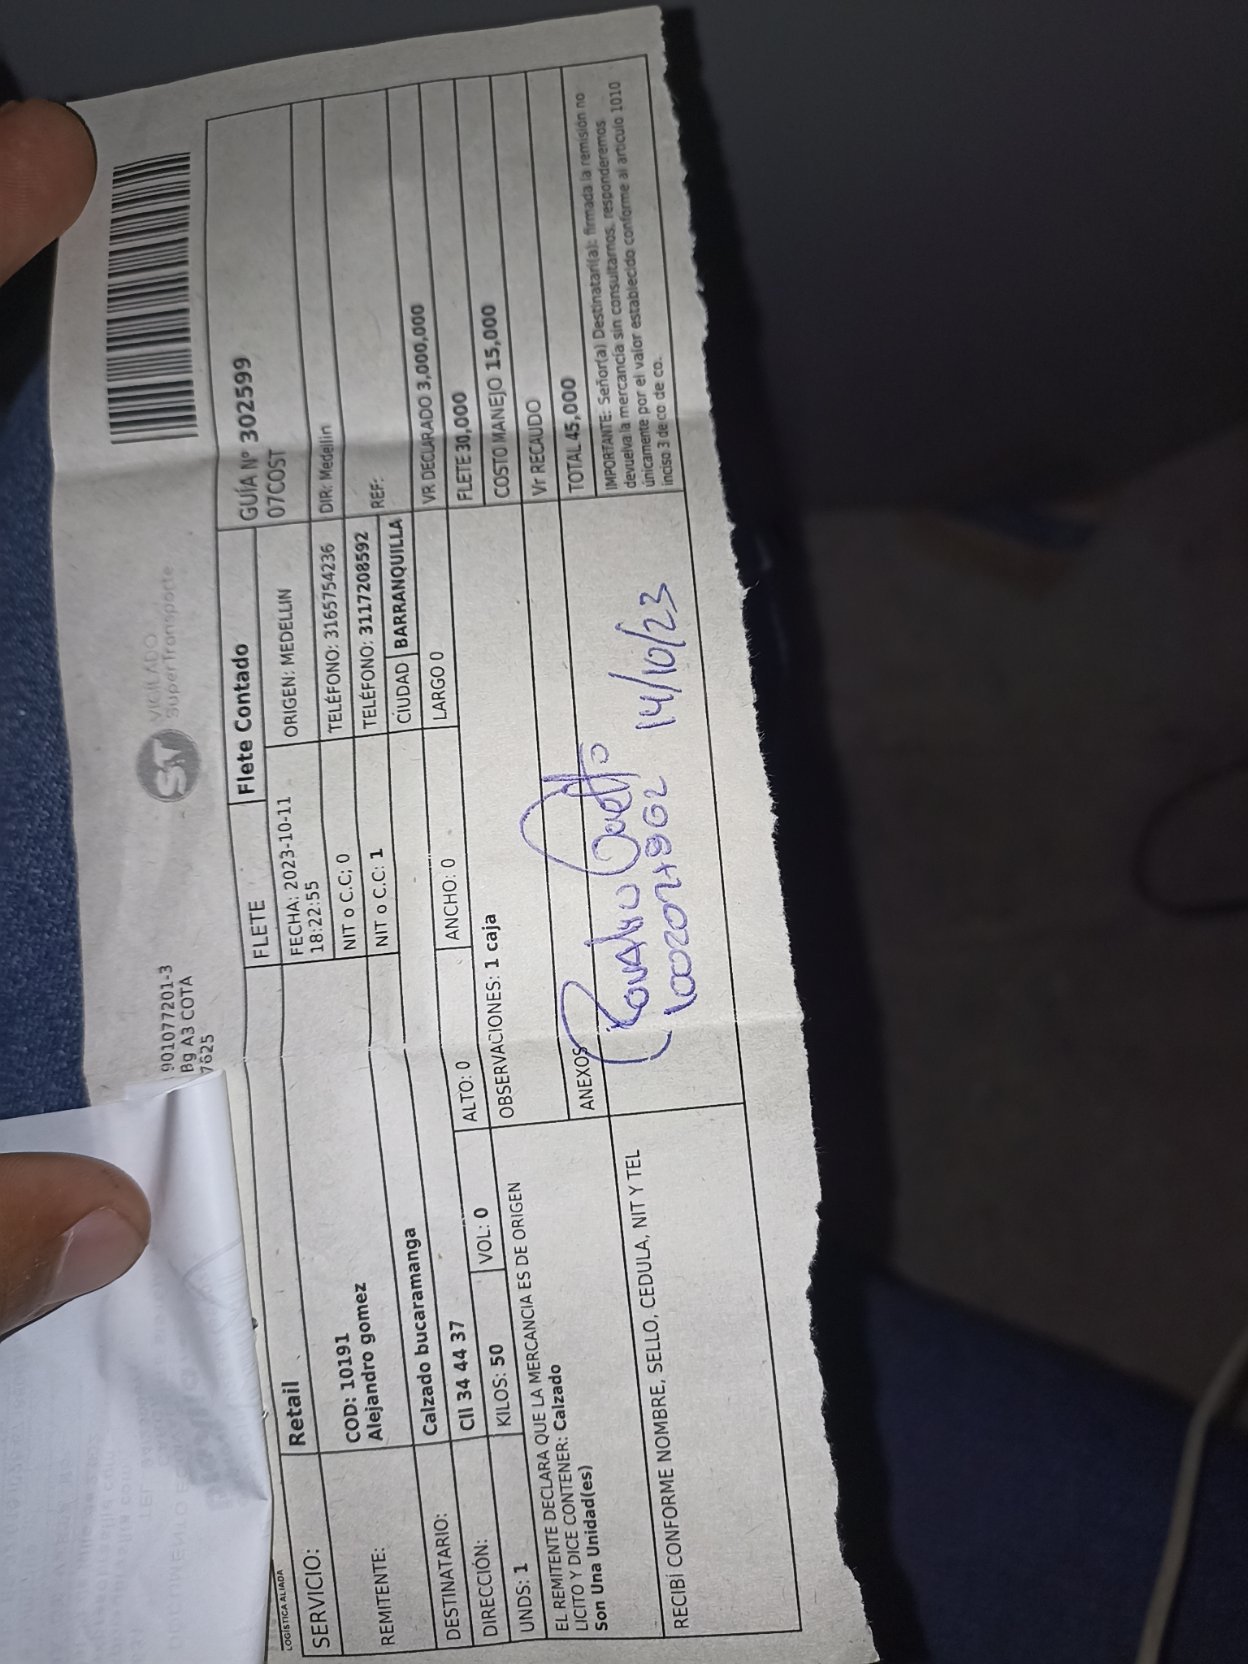 901077201-3
Bg A3 COTA
7625
VIGILADO
SuperTransporte
LOGÍSTICA ALIADA
SERVICIO: Retail
FLETE Flete Contado
GUÍA Nº 302599
07COST
REMITENTE: COD: 10191
Alejandro gomez
FECHA: 2023-10-11
18:22:55
ORIGEN: MEDELLIN
NIT o C.C: 0 TELÉFONO: 3165754236 DIR: Medellin
DESTINATARIO: Calzado bucaramanga
NIT o C.C: 1 TELÉFONO: 3117208592 REF:
DIRECCIÓN: Cll 34 44 37 CIUDAD BARRANQUILLA
UNDS: 1 KILOS: 50 VOL: 0 ALTO: 0 ANCHO: 0 LARGO 0 VR DECLARADO 3,000,000
FLETE 30,000
EL REMITENTE DECLARA QUE LA MERCANCIA ES DE ORIGEN
LICITO Y DICE CONTENER: Calzado
Son Una Unidad(es)
OBSERVACIONES: 1 caja
COSTO MANEJO 15,000
Vr RECAUDO
ANEXOS
TOTAL 45,000
RECIBÍ CONFORME NOMBRE, SELLO, CEDULA, NIT Y TEL
14/10/23
IMPORTANTE: Señor(a) Destinatari(a): firmada la remisión no
devuelva la mercancía sin consultarnos, responderemos
únicamente por el valor establecido conforme al articulo 1010
inciso 3 de co de co.